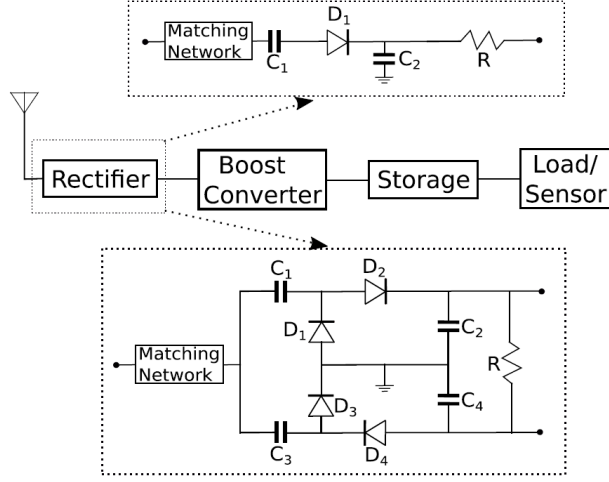 D₁
Matching
Network
C₁
C₂
R
Rectifier
Boost
Converter
Storage
Load/
Sensor
C₁
D₂
D₁
C₂
Matching
Network
R
D₃
C₄
C₃
D₄